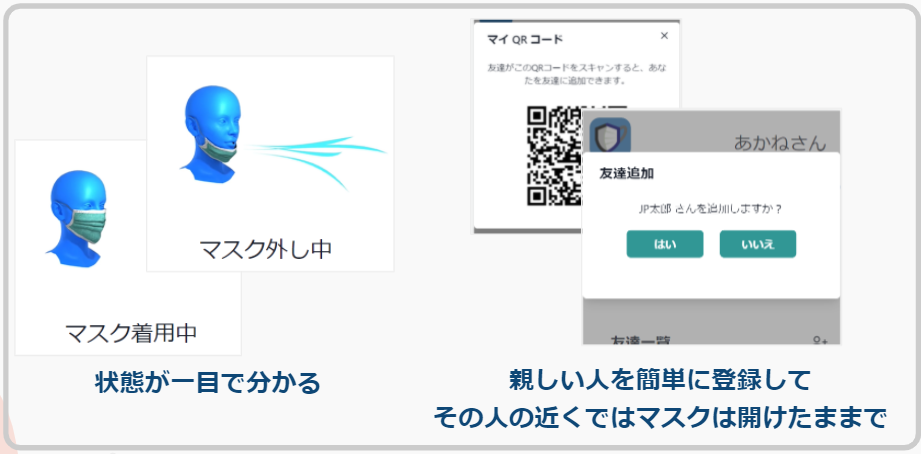 マスク外し中
マスク着用中
状態が一目で分かる
マイ QR コード
×
友達がこのQRコードをスキャンすると、あな
たを友達に追加できます。
あかねさん
友達追加
JP太郎 さんを追加しますか？
はい
いいえ
友達一覧
親しい人を簡単に登録して
その人の近くではマスクは開けたままで